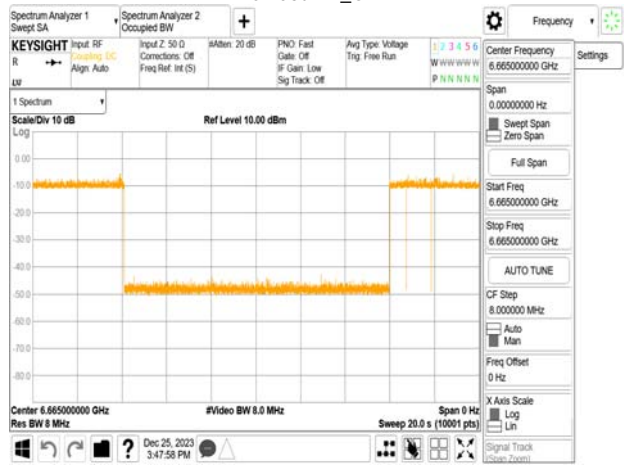 Spectrum Analyzer 1
Swept SA
Spectrum Analyzer 2
Occupied BW
+
Frequency
KEYSIGHT
R
LXI
Input: RF
Coupling: DC
Align: Auto
Input Z: 50 Ω
Corrections: Off
Freq Ref: Int (S)
#Atten: 20 dB
PNO: Fast
Gate: Off
IF Gain: Low
Sig Track: Off
Avg Type: Voltage
Trig: Free Run
1 2 3 4 5 6
W W W W W W
P N N N N N
Center Frequency
6.665000000 GHz
Settings
Span
0.00000000 Hz
Swept Span
Zero Span
Full Span
Start Freq
6.665000000 GHz
Stop Freq
6.665000000 GHz
AUTO TUNE
CF Step
8.000000 MHz
Auto
Man
Freq Offset
0 Hz
X Axis Scale
Log
Lin
Signal Track
(Span Zoom)
1 Spectrum
Scale/Div 10 dB
Ref Level 10.00 dBm
Log
0.00
-10.0
-20.0
-30.0
-40.0
-50.0
-60.0
-70.0
-80.0
Center 6.665000000 GHz
#Video BW 8.0 MHz
Span 0 Hz
Res BW 8 MHz
Sweep 20.0 s (10001 pts)
?
Dec 25, 2023
3:47:58 PM